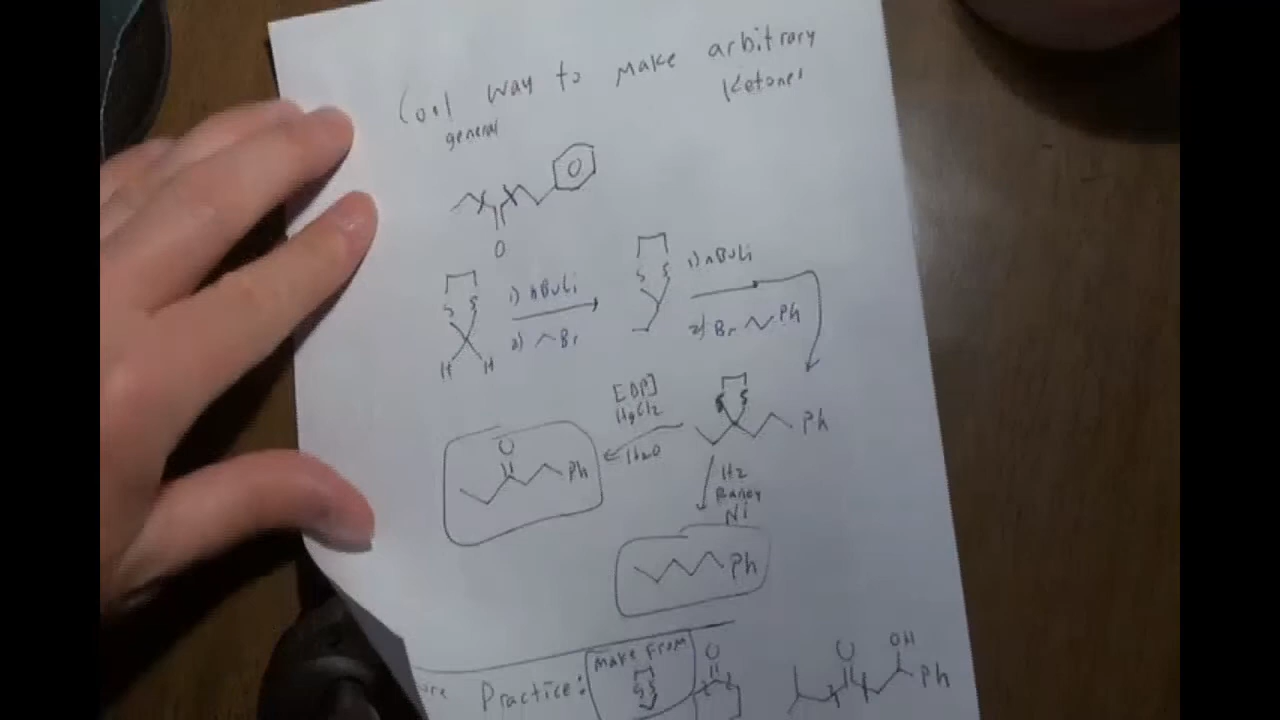 Cool way to make arbitrary
general
Ketones
O
O
S S
1) nBuLi
2) Br
H H
S S
1) nBuLi
2) Br Ph
[DP]
HgCl2
H2O
S S
Ph
O
Ph
H2
Raney
Ni
Ph
Practice:
Make From
S S
O
O
OH
Ph